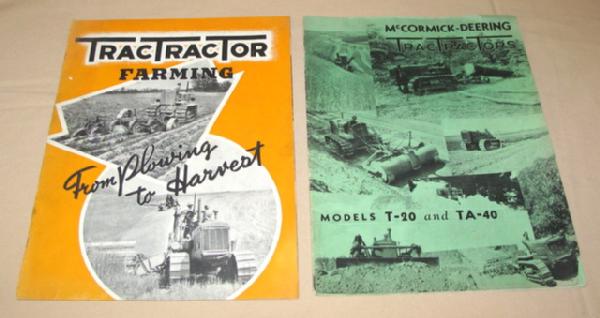 TRACTRACTOR
FARMING
From Plowing
to Harvest
McCORMICK-DEERING
TRACTRACTORS
MODELS T-20 and TA-40